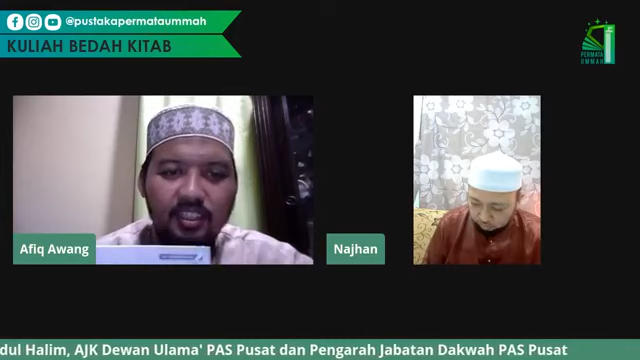 @pustakapermataummah
KULIAH BEDAH KITAB
PERMATA
UMMAH
Afiq Awang
Najhan
dul Halim, AJK Dewan Ulama' PAS Pusat dan Pengarah Jabatan Dakwah PAS Pusat